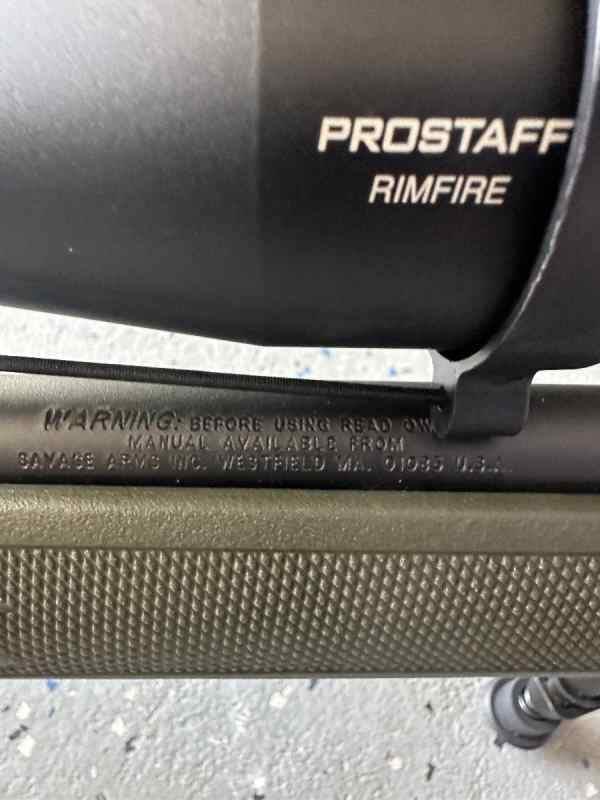 PROSTAFF
RIMFIRE
WARNING: BEFORE USING READ
MANUAL AVAILABLE FROM
SAVAGE ARMS INC. WESTFIELD MA. 01085 U.S.A.